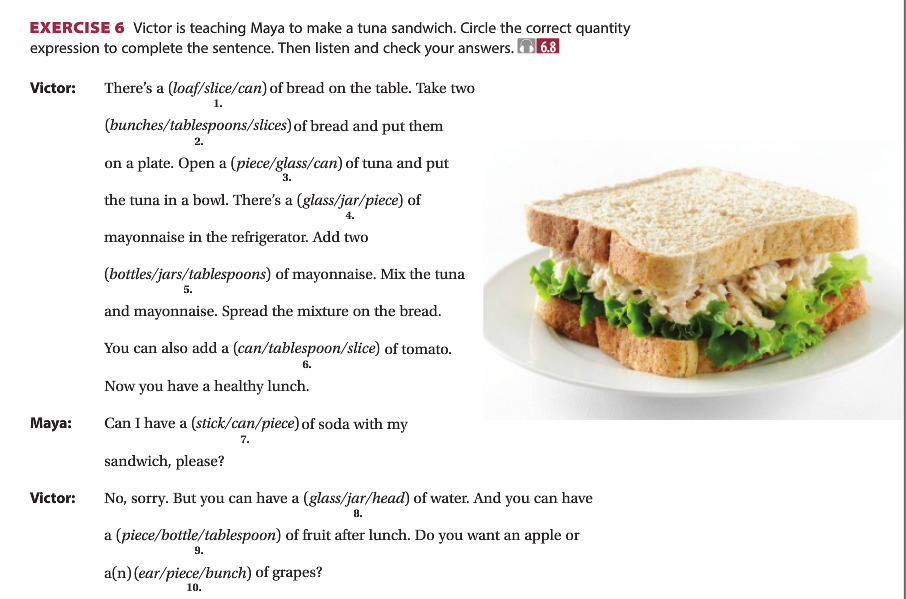 EXERCISE 6 Victor is teaching Maya to make a tuna sandwich. Circle the correct quantity
expression to complete the sentence. Then listen and check your answers. 6.8
Victor: There's a (loaf/slice/can) of bread on the table. Take two
1.
(bunches/tablespoons/slices) of bread and put them
2.
on a plate. Open a (piece/glass/can) of tuna and put
3.
the tuna in a bowl. There's a (glass/jar/piece) of
4.
mayonnaise in the refrigerator. Add two
(bottles/jars/tablespoons) of mayonnaise. Mix the tuna
5.
and mayonnaise. Spread the mixture on the bread.
You can also add a (can/tablespoon/slice) of tomato.
6.
Now you have a healthy lunch.
Maya: Can I have a (stick/can/piece) of soda with my
7.
sandwich, please?
Victor: No, sorry. But you can have a (glass/jar/head) of water. And you can have
8.
a (piece/bottle/tablespoon) of fruit after lunch. Do you want an apple or
9.
a(n) (ear/piece/bunch) of grapes?
10.